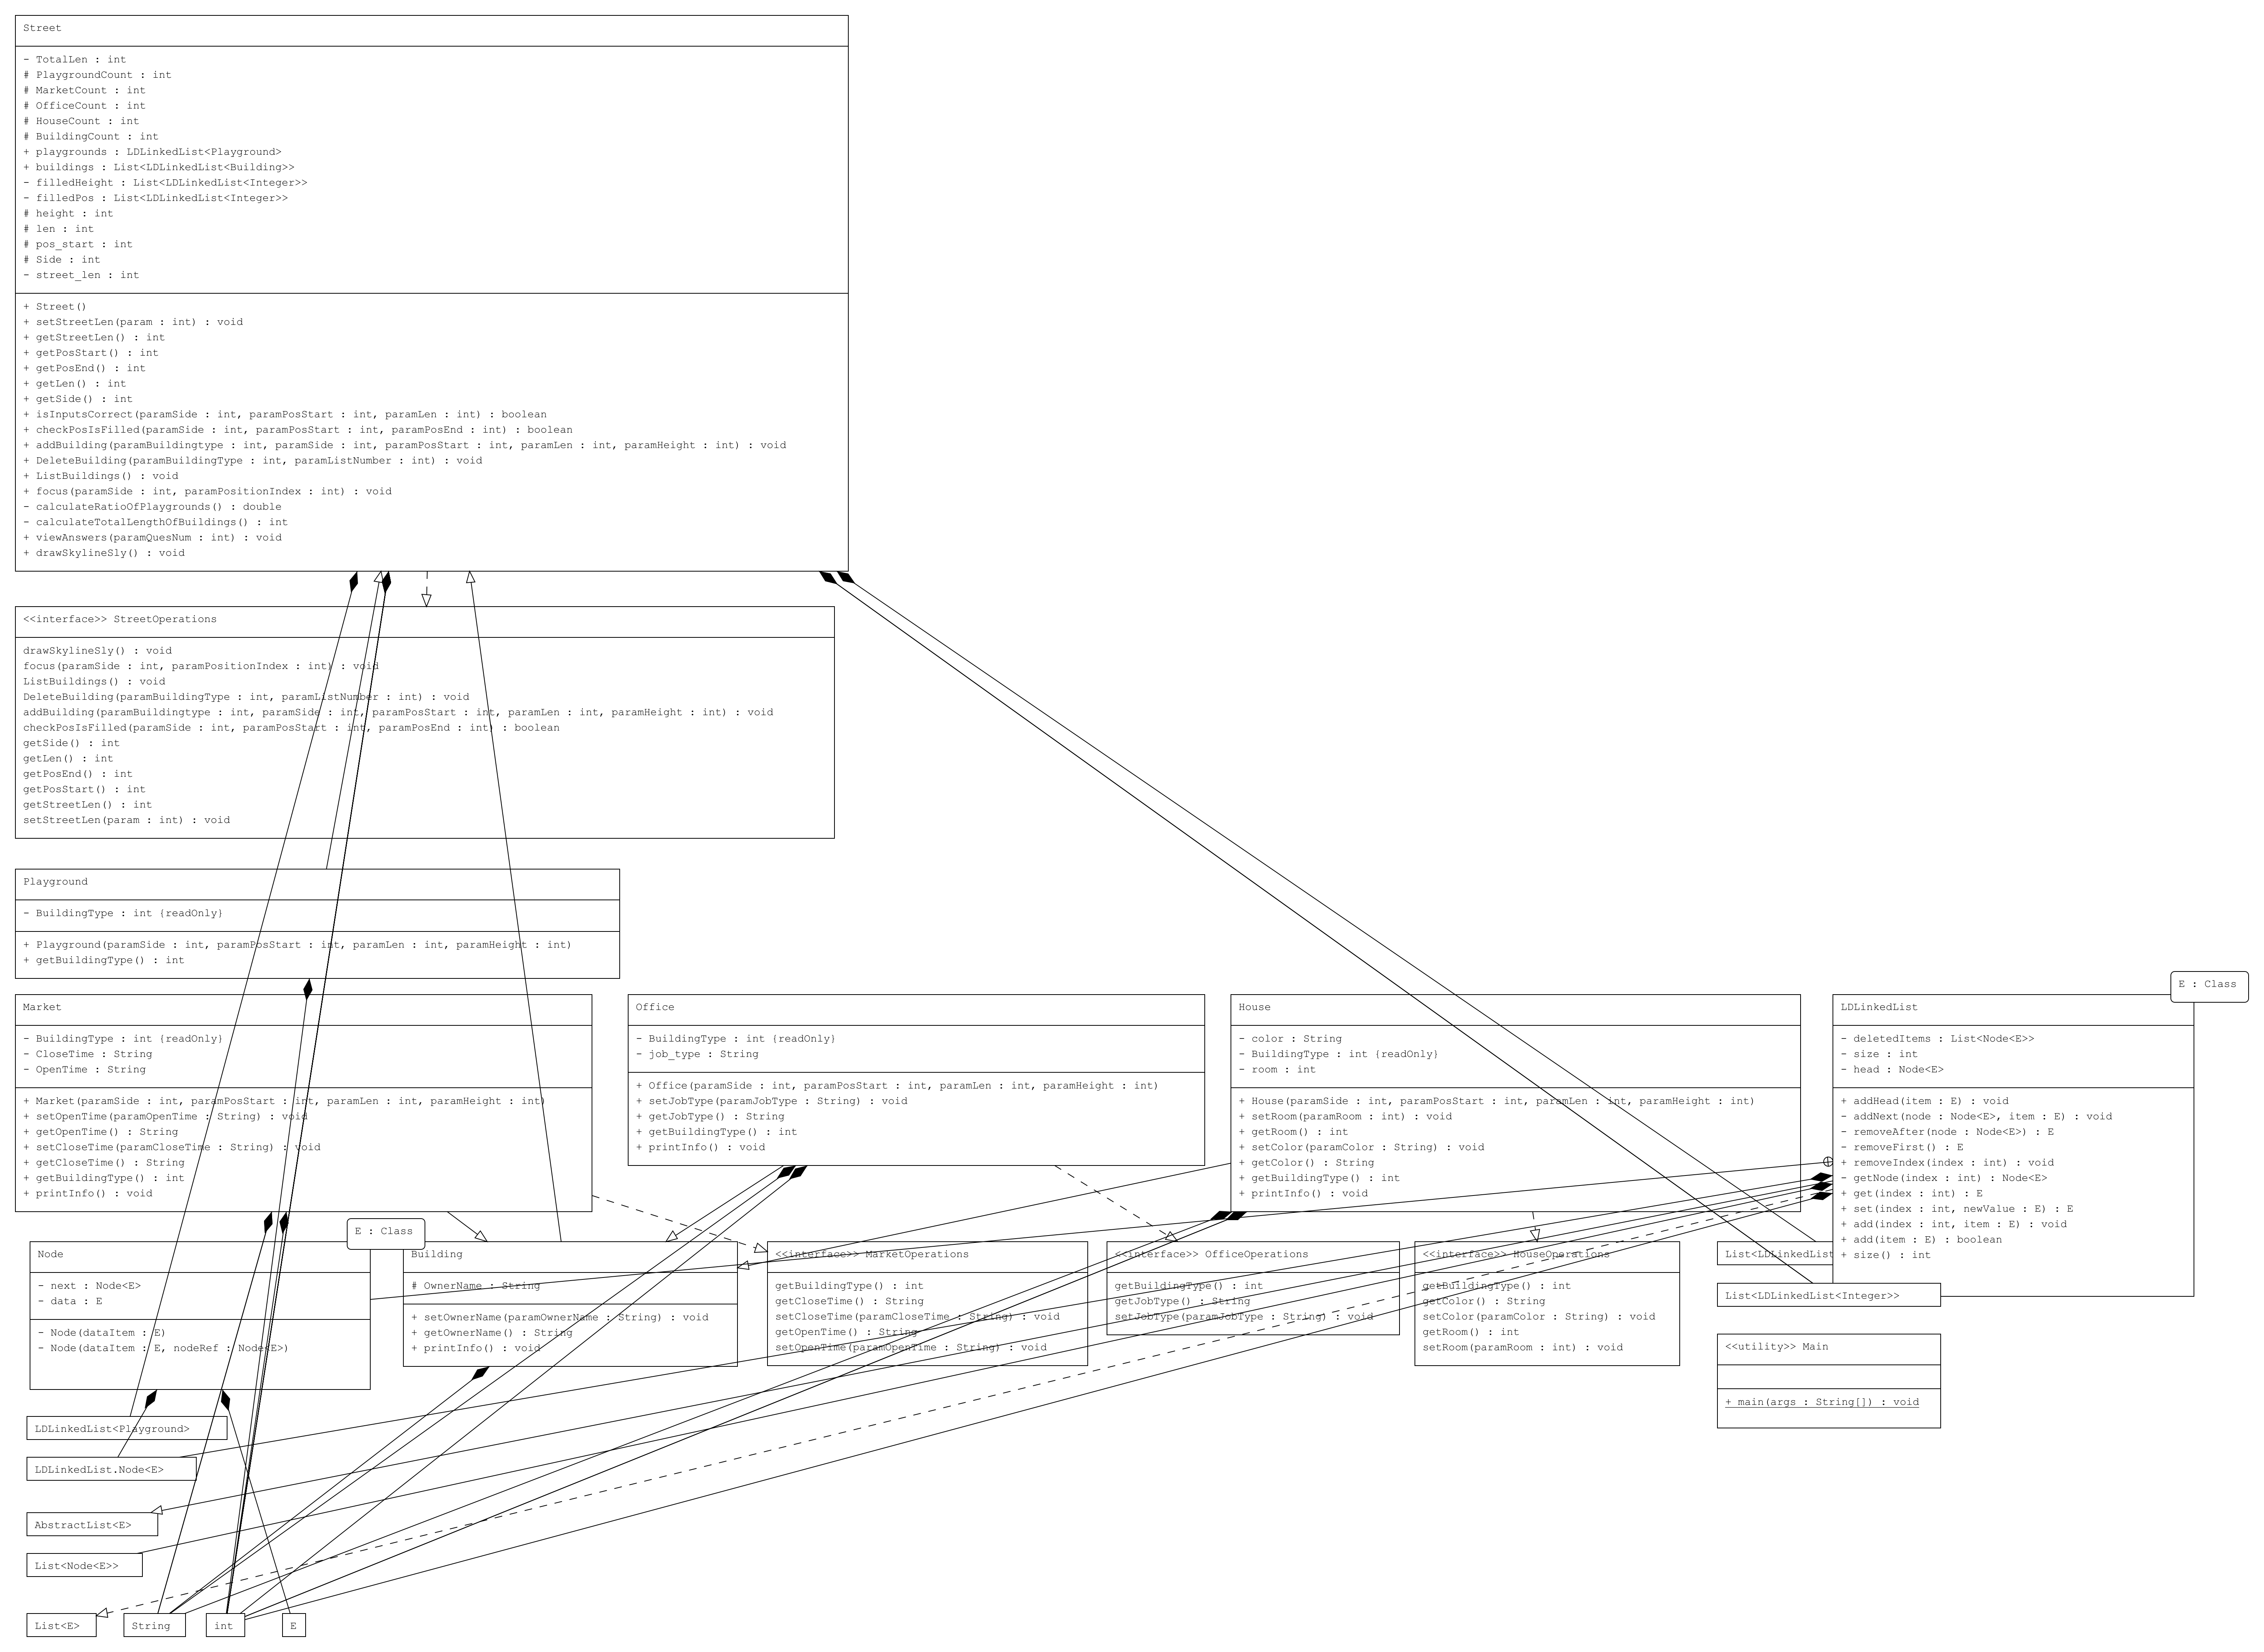 Street
- TotalLen : int
# PlaygroundCount : int
# MarketCount : int
# OfficeCount : int
# HouseCount : int
# BuildingCount : int
+ playgrounds : LDLinkedList<Playground>
+ buildings : List<LDLinkedList<Building>>
- filledHeight : List<LDLinkedList<Integer>>
- filledPos : List<LDLinkedList<Integer>>
# height : int
# len : int
# pos_start : int
# Side : int
- street_len : int
+ Street()
+ setStreetLen(param : int) : void
+ getStreetLen() : int
+ getPosStart() : int
+ getPosEnd() : int
+ getLen() : int
+ getSide() : int
+ isInputsCorrect(paramSide : int, paramPosStart : int, paramLen : int) : boolean
+ checkPosIsFilled(paramSide : int, paramPosStart : int, paramPosEnd : int) : boolean
+ addBuilding(paramBuildingtype : int, paramSide : int, paramPosStart : int, paramLen : int, paramHeight : int) : void
+ DeleteBuilding(paramBuildingType : int, paramListNumber : int) : void
+ ListBuildings() : void
+ focus(paramSide : int, paramPositionIndex : int) : void
- calculateRatioOfPlaygrounds() : double
- calculateTotalLengthOfBuildings() : int
+ viewAnswers(paramQuesNum : int) : void
+ drawSkylineSly() : void
<<interface>> StreetOperations
drawSkylineSly() : void
focus(paramSide : int, paramPositionIndex : int) : void
ListBuildings() : void
DeleteBuilding(paramBuildingType : int, paramListNumber : int) : void
addBuilding(paramBuildingtype : int, paramSide : int, paramPosStart : int, paramLen : int, paramHeight : int) : void
checkPosIsFilled(paramSide : int, paramPosStart : int, paramPosEnd : int) : boolean
getSide() : int
getLen() : int
getPosEnd() : int
getPosStart() : int
getStreetLen() : int
setStreetLen(param : int) : void
Playground
- BuildingType : int {readOnly}
+ Playground(paramSide : int, paramPosStart : int, paramLen : int, paramHeight : int)
+ getBuildingType() : int
Market
- BuildingType : int {readOnly}
- CloseTime : String
- OpenTime : String
+ Market(paramSide : int, paramPosStart : int, paramLen : int, paramHeight : int)
+ setOpenTime(paramOpenTime : String) : void
+ getOpenTime() : String
+ setCloseTime(paramCloseTime : String) : void
+ getCloseTime() : String
+ getBuildingType() : int
+ printInfo() : void
Office
- BuildingType : int {readOnly}
- job_type : String
+ Office(paramSide : int, paramPosStart : int, paramLen : int, paramHeight : int)
+ setJobType(paramJobType : String) : void
+ getJobType() : String
+ getBuildingType() : int
+ printInfo() : void
House
- color : String
- BuildingType : int {readOnly}
- room : int
+ House(paramSide : int, paramPosStart : int, paramLen : int, paramHeight : int)
+ setRoom(paramRoom : int) : void
+ getRoom() : int
+ setColor(paramColor : String) : void
+ getColor() : String
+ getBuildingType() : int
+ printInfo() : void
E : Class
LDLinkedList
- deletedItems : List<Node<E>>
- size : int
- head : Node<E>
+ addHead(item : E) : void
- addNext(node : Node<E>, item : E) : void
- removeAfter(node : Node<E>) : E
- removeFirst() : E
+ removeIndex(index : int) : void
- getNode(index : int) : Node<E>
+ get(index : int) : E
+ set(index : int, newValue : E) : E
+ add(index : int, item : E) : void
+ add(item : E) : boolean
+ size() : int
E : Class
Node
- next : Node<E>
- data : E
- Node(dataItem : E)
- Node(dataItem : E, nodeRef : Node<E>)
Building
# OwnerName : String
+ setOwnerName(paramOwnerName : String) : void
+ getOwnerName() : String
+ printInfo() : void
<<interface>> MarketOperations
getBuildingType() : int
getCloseTime() : String
setCloseTime(paramCloseTime : String) : void
getOpenTime() : String
setOpenTime(paramOpenTime : String) : void
<<interface>> OfficeOperations
getBuildingType() : int
getJobType() : String
setJobType(paramJobType : String) : void
<<interface>> HouseOperations
getBuildingType() : int
getColor() : String
setColor(paramColor : String) : void
getRoom() : int
setRoom(paramRoom : int) : void
List<LDLinkedList
List<LDLinkedList<Integer>>
<<utility>> Main
+ main(args : String[]) : void
LDLinkedList<Playground>
LDLinkedList.Node<E>
AbstractList<E>
List<Node<E>>
List<E>
String
int
E